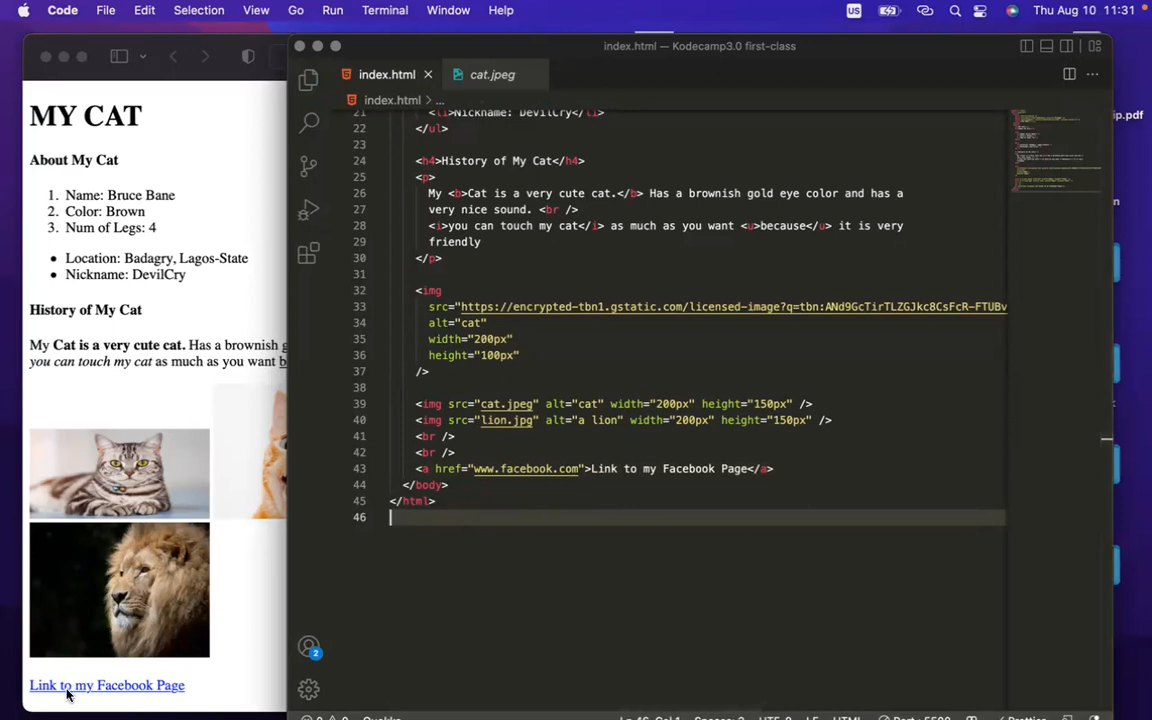 Code File Edit Selection View Go Run Terminal Window Help US Thu Aug 10 11:31
index.html — Kodecamp3.0 first-class
index.html cat.jpeg
index.html > ...
ip.pdf
MY CAT
About My Cat
1. Name: Bruce Bane
2. Color: Brown
3. Num of Legs: 4
• Location: Badagry, Lagos-State
• Nickname: DevilCry
History of My Cat
My Cat is a very cute cat. Has a brownish g
you can touch my cat as much as you want b
Link to my Facebook Page
21 <li>Nickname: DevilCry</li>
22 </ul>
23
24 <h4>History of My Cat</h4>
25 <p>
26 My <b>Cat is a very cute cat.</b> Has a brownish gold eye color and has a
27 very nice sound. <br />
28 <i>you can touch my cat</i> as much as you want <u>because</u> it is very
29 friendly
30 </p>
31
32 <img
33 src="https://encrypted-tbn1.gstatic.com/licensed-image?q=tbn:ANd9GcTirTLZGJkc8CsFcR-FTUBv
34 alt="cat"
35 width="200px"
36 height="100px"
37 />
38
39 <img src="cat.jpeg" alt="cat" width="200px" height="150px" />
40 <img src="lion.jpg" alt="a lion" width="200px" height="150px" />
41 <br />
42 <br />
43 <a href="www.facebook.com">Link to my Facebook Page</a>
44 </body>
45 </html>
46
2